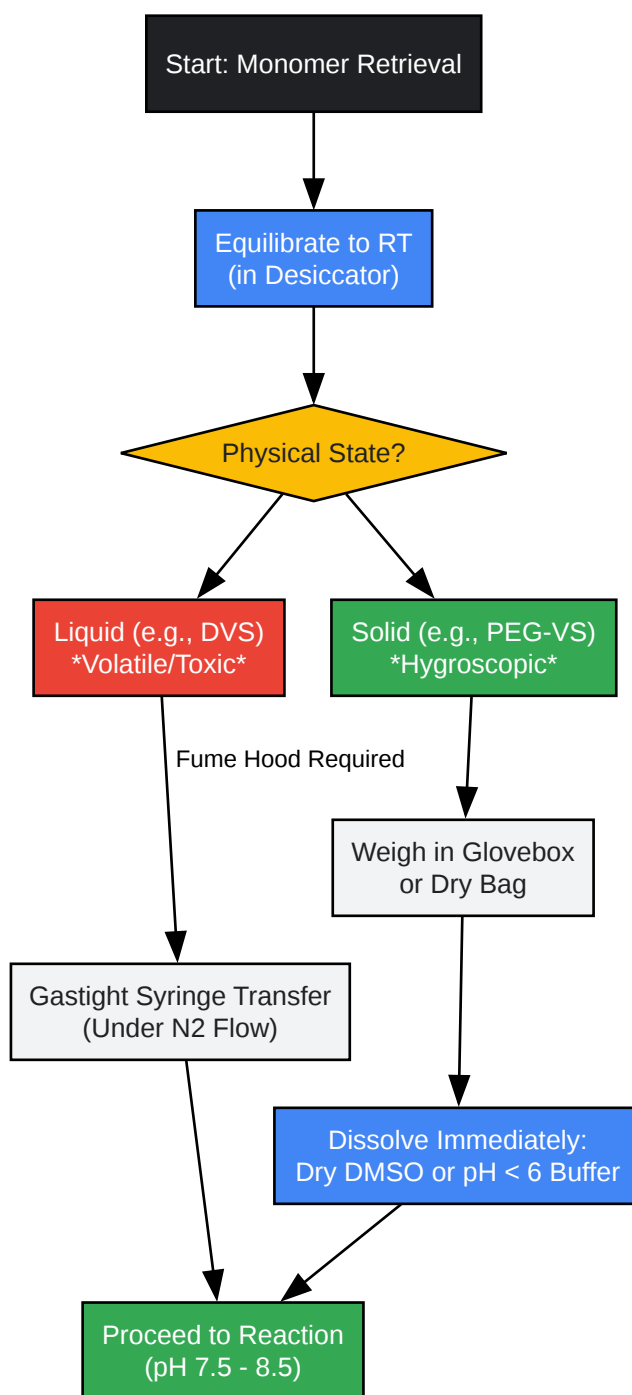 Start: Monomer Retrieval
Equilibrate to RT
(in Desiccator)
Physical State?
Liquid (e.g., DVS)
*Volatile/Toxic*
Solid (e.g., PEG-VS)
*Hygroscopic*
Fume Hood Required
Weigh in Glovebox
or Dry Bag
Gastight Syringe Transfer
(Under N2 Flow)
Dissolve Immediately:
Dry DMSO or pH < 6 Buffer
Proceed to Reaction
(pH 7.5 - 8.5)